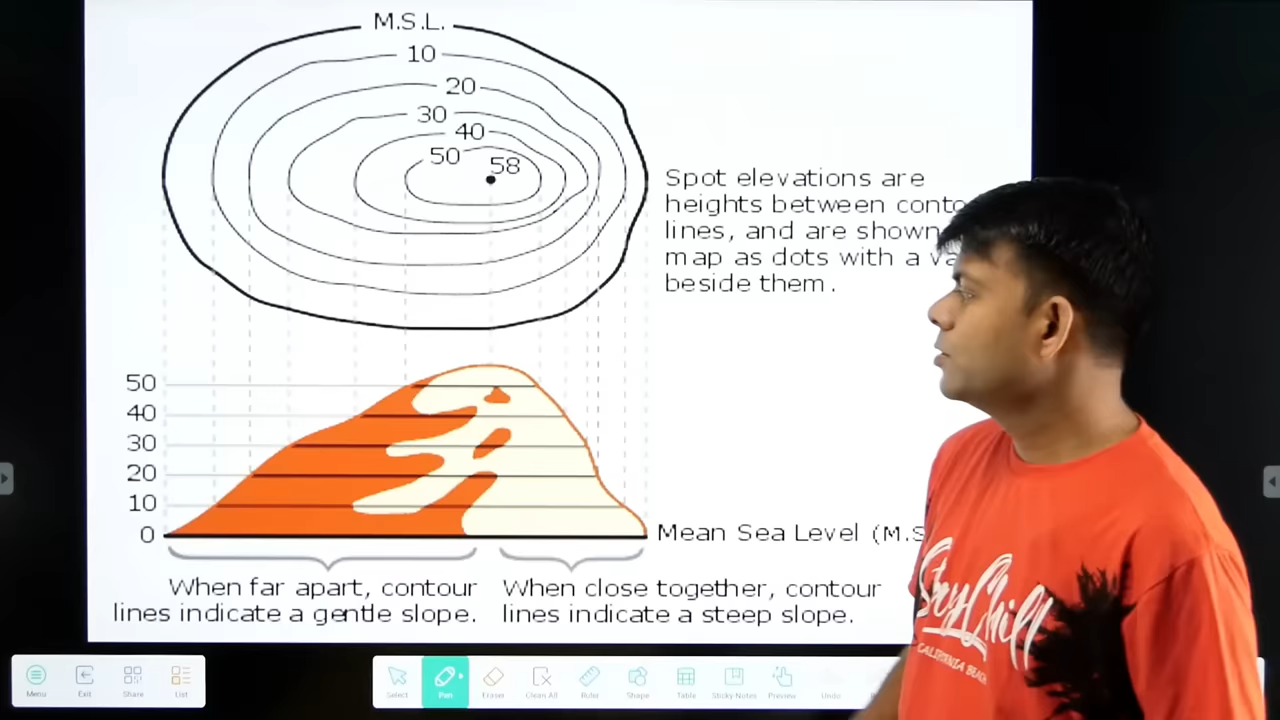 M.S.L.
10
20
30
40
50
58
Spot elevations are
heights between conto
lines, and are shown
map as dots with a va
beside them.
50
40
30
20
10
0
Mean Sea Level (M.S
When far apart, contour
lines indicate a gentle slope.
When close together, contour
lines indicate a steep slope.
StayChill
CALIFORNIA BEACH
Menu
Exit
Share
List
Select
Pen
Eraser
Clean All
Ruler
Shape
Table
Sticky-Notes
Preview
Undo